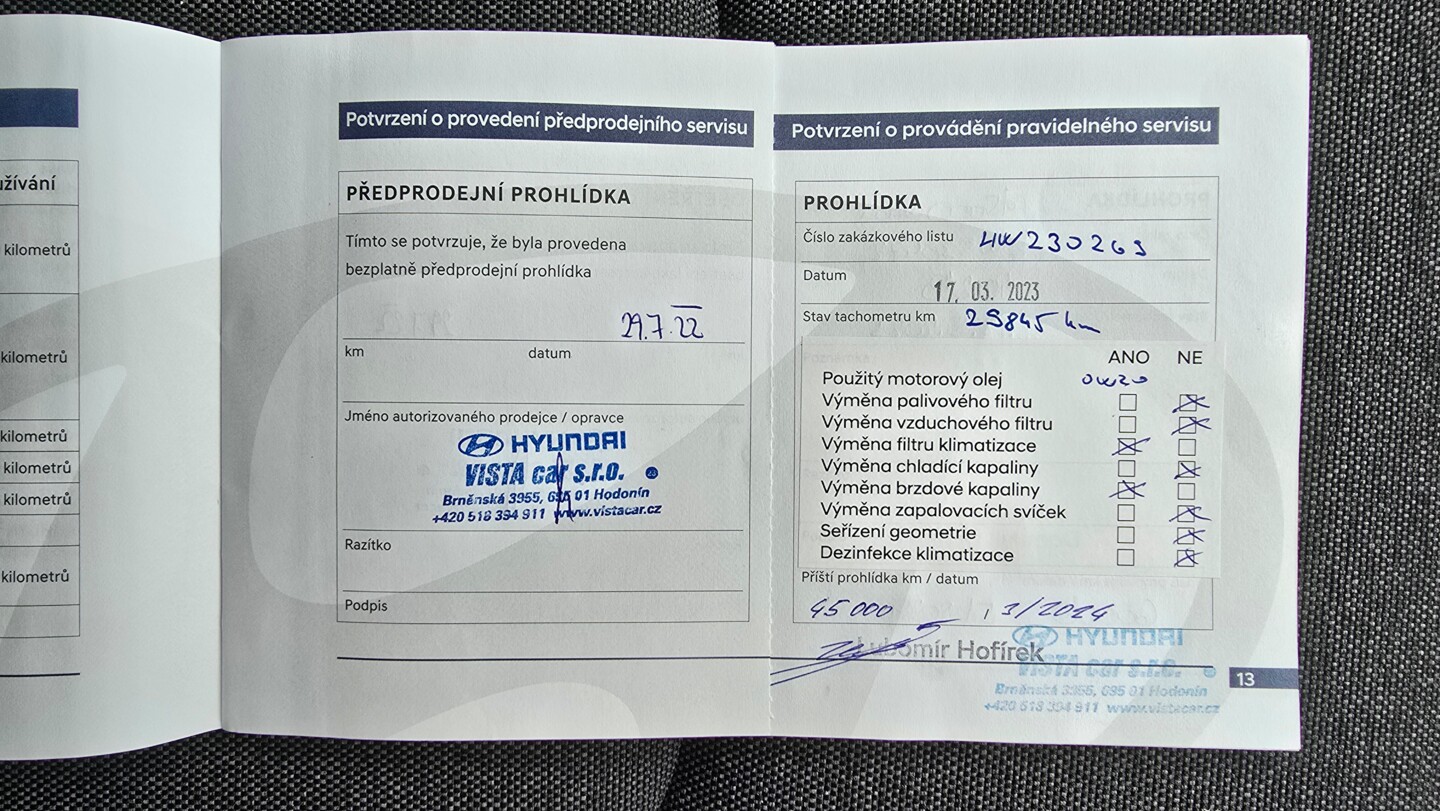 užívání
kilometrů
kilometrů
kilometrů
kilometrů
kilometrů
kilometrů
Potvrzení o provedení předprodejního servisu
PŘEDPRODEJNÍ PROHLÍDKA
Tímto se potvrzuje, že byla provedena
bezplatně předprodejní prohlídka
29.7.22
km datum
Jméno autorizovaného prodejce / opravce
HYUNDAI
VISTA car s.r.o.
Brněnská 3955, 695 01 Hodonín
+420 518 394 911 www.vistacar.cz
Razítko
Podpis
Potvrzení o provádění pravidelného servisu
PROHLÍDKA
Číslo zakázkového listu
Datum 17. 03. 2023
Stav tachometru km 29845 km
ANO NE
Použitý motorový olej 0W20
Výměna palivového filtru
Výměna vzduchového filtru
Výměna filtru klimatizace
Výměna chladící kapaliny
Výměna brzdové kapaliny
Výměna zapalovacích svíček
Seřízení geometrie
Dezinfekce klimatizace
Příští prohlídka km / datum
45 000 , 3/2024
Lubomír Hofírek
HYUNDAI
VISTA car s.r.o.
Brněnská 3955, 695 01 Hodonín
+420 518 394 911 www.vistacar.cz
13